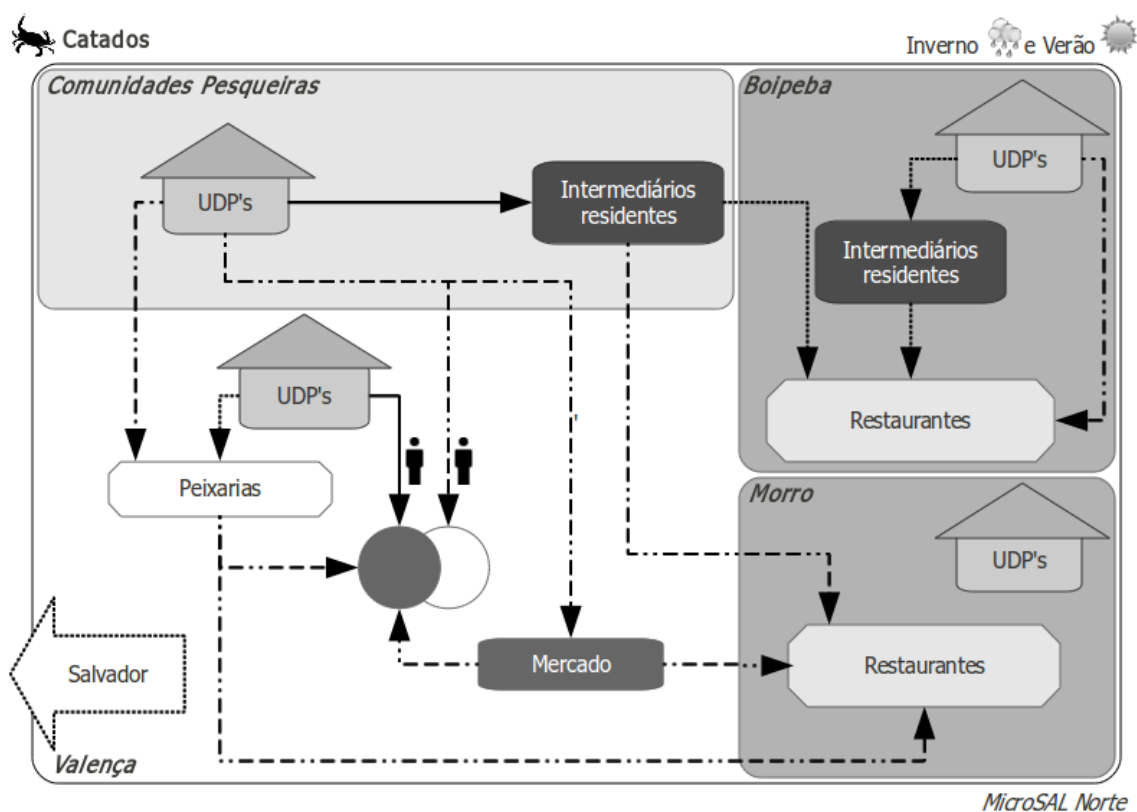 Catados
Inverno e Verão
Comunidades Pesqueiras
Boipeba
UDP's
Intermediários
residentes
UDP's
Intermediários
residentes
UDP's
Restaurantes
Peixarias
Morro
UDP's
Salvador
Mercado
Restaurantes
Valença
MicroSAL Norte